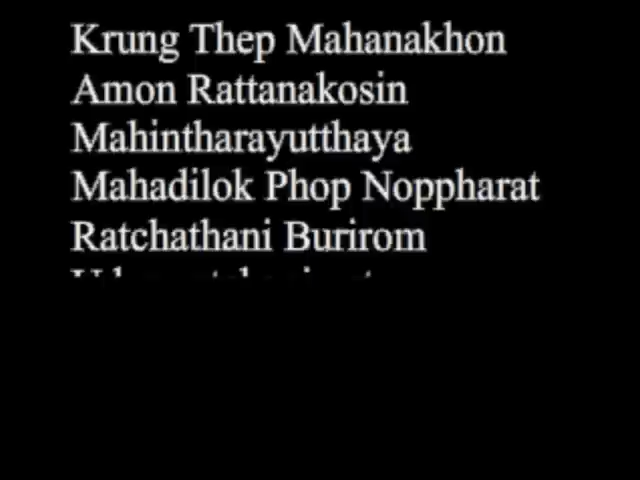 Krung Thep Mahanakhon
Amon Rattanakosin
Mahintharayutthaya
Mahadilok Phop Noppharat
Ratchathani Burirom